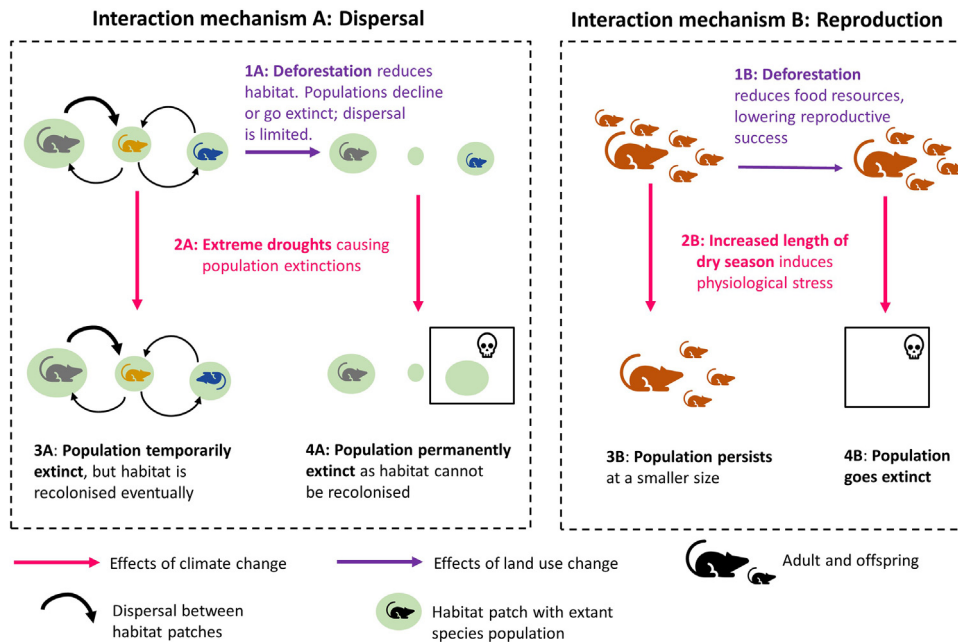 Interaction mechanism A: Dispersal
1A: Deforestation reduces
habitat. Populations decline
or go extinct; dispersal
is limited.
2A: Extreme droughts causing
population extinctions
3A: Population temporarily
extinct, but habitat is
recolonised eventually
4A: Population permanently
extinct as habitat cannot
be recolonised
Interaction mechanism B: Reproduction
1B: Deforestation
reduces food resources,
lowering reproductive
success
2B: Increased length of
dry season induces
physiological stress
3B: Population persists
at a smaller size
4B: Population
goes extinct
Effects of climate change
Effects of land use change
Adult and offspring
Dispersal between
habitat patches
Habitat patch with extant
species population